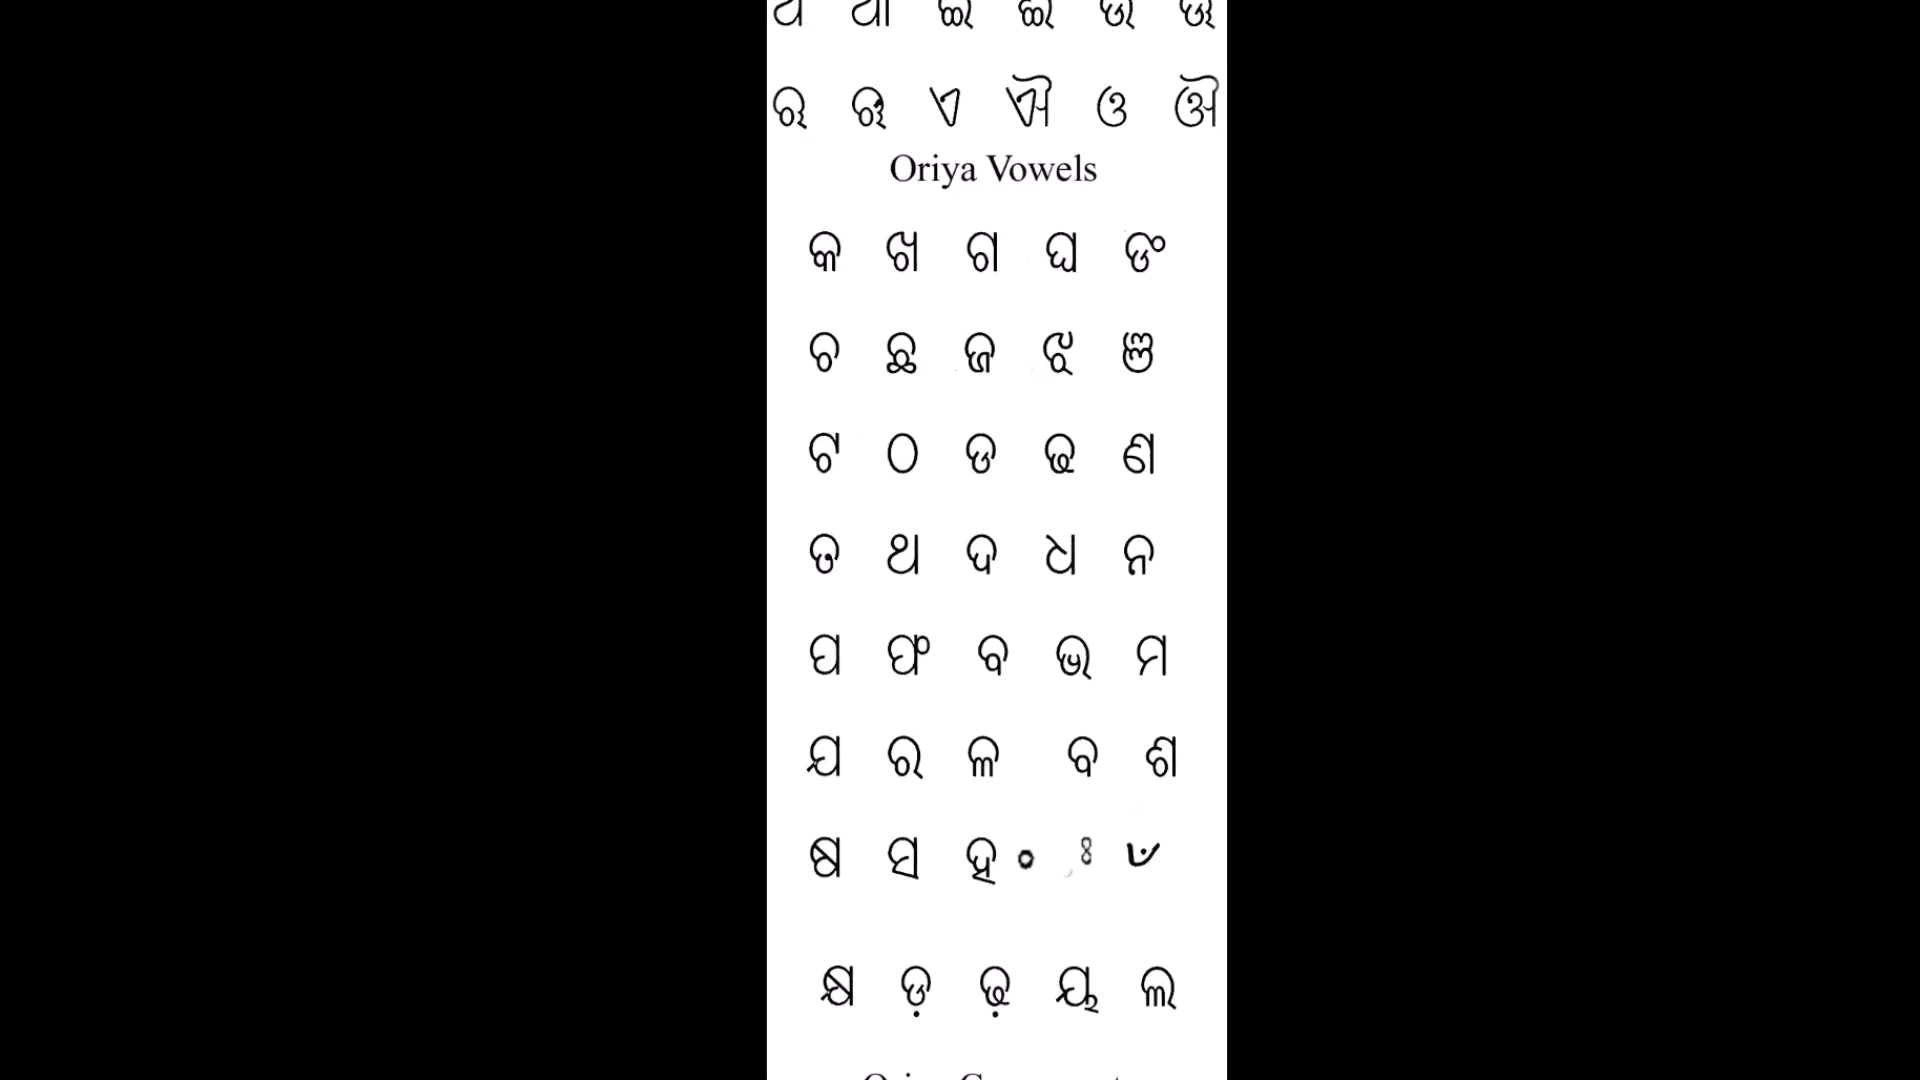 ଅ ଆ ଇ ଈ ଉ ଊ
ଋ ୠ ଏ ଐ ଓ ଔ
Oriya Vowels
କ ଖ ଗ ଘ ଙ
ଚ ଛ ଜ ଝ ଞ
ଟ ଠ ଡ ଢ ଣ
ତ ଥ ଦ ଧ ନ
ପ ଫ ବ ଭ ମ
ଯ ର ଳ ବ ଶ
ଷ ସ ହ ଂ ଃ ଁ
କ୍ଷ ଡ଼ ଢ଼ ୟ ଲ